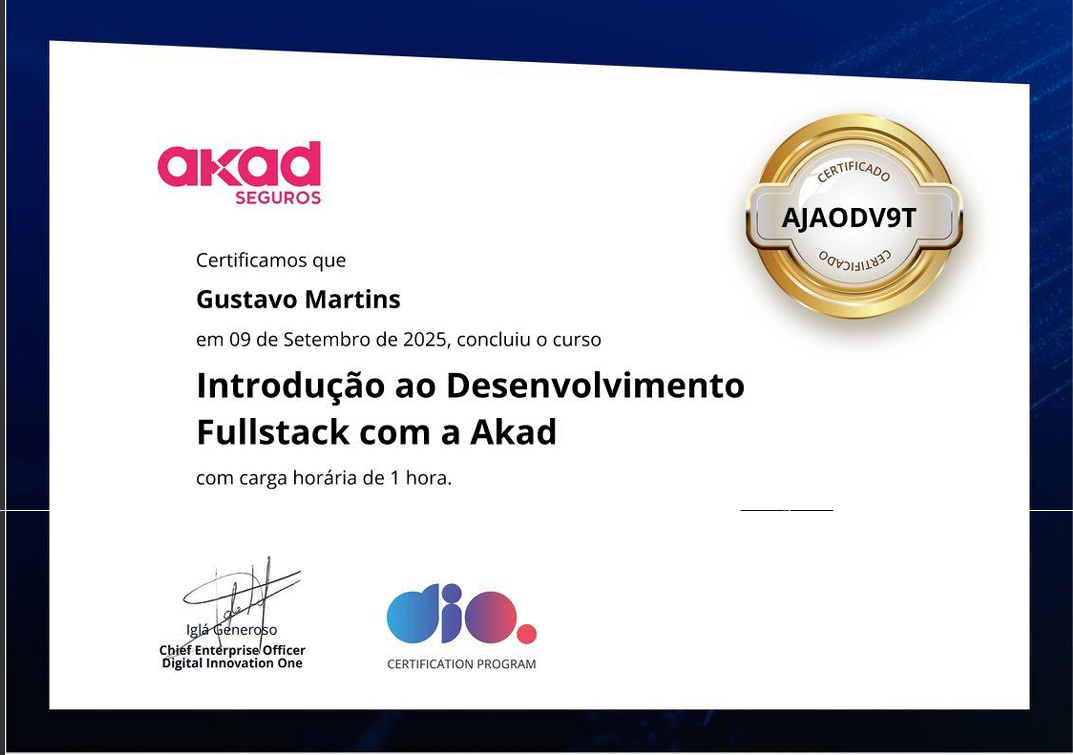 akad
SEGUROS
CERTIFICADO
AJAODV9T
CERTIFICADO
Certificamos que
Gustavo Martins
em 09 de Setembro de 2025, concluiu o curso
Introdução ao Desenvolvimento
Fullstack com a Akad
com carga horária de 1 hora.
Iglá Generoso
Chief Enterprise Officer
Digital Innovation One
dio.
CERTIFICATION PROGRAM